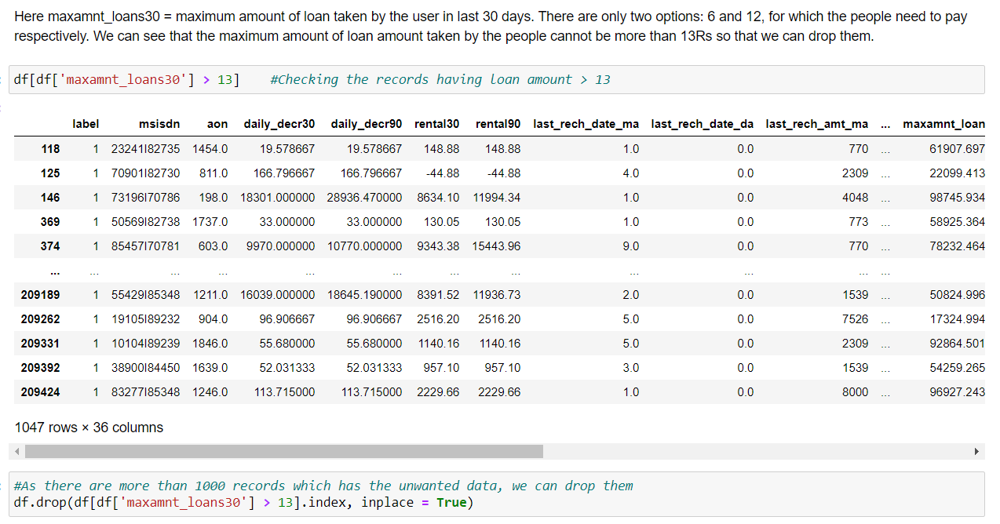 Here maxamnt_loans30 = maximum amount of loan taken by the user in last 30 days. There are only two options: 6 and 12, for which the people need to pay
respectively. We can see that the maximum amount of loan amount taken by the people cannot be more than 13Rs so that we can drop them.
df[df['maxamnt_loans30'] > 13]    #Checking the records having loan amount > 13
label msisdn aon daily_decr30 daily_decr90 rental30 rental90 last_rech_date_ma last_rech_date_da last_rech_amt_ma ... maxamnt_loan
118 1 23241I82735 1454.0 19.578667 19.578667 148.88 148.88 1.0 0.0 770 ... 61907.697
125 1 70901I82730 811.0 166.796667 166.796667 -44.88 -44.88 4.0 0.0 2309 ... 22099.413
146 1 73196I70786 198.0 18301.000000 28936.470000 8634.10 11994.34 1.0 0.0 4048 ... 98745.934
369 1 50569I82738 1737.0 33.000000 33.000000 130.05 130.05 1.0 0.0 773 ... 58925.364
374 1 85457I70781 603.0 9970.000000 10770.000000 9343.38 15443.96 9.0 0.0 770 ... 78232.464
... ... ... ... ... ... ... ... ... ... ... ...
209189 1 55429I85348 1211.0 16039.000000 18645.190000 8391.52 11936.73 2.0 0.0 1539 ... 50824.996
209262 1 19105I89232 904.0 96.906667 96.906667 2516.20 2516.20 5.0 0.0 7526 ... 17324.994
209331 1 10104I89239 1846.0 55.680000 55.680000 1140.16 1140.16 5.0 0.0 2309 ... 92864.501
209392 1 38900I84450 1639.0 52.031333 52.031333 957.10 957.10 3.0 0.0 1539 ... 54259.265
209424 1 83277I85348 1246.0 113.715000 113.715000 2229.66 2229.66 1.0 0.0 8000 ... 96927.243
1047 rows × 36 columns
#As there are more than 1000 records which has the unwanted data, we can drop them
df.drop(df[df['maxamnt_loans30'] > 13].index, inplace = True)